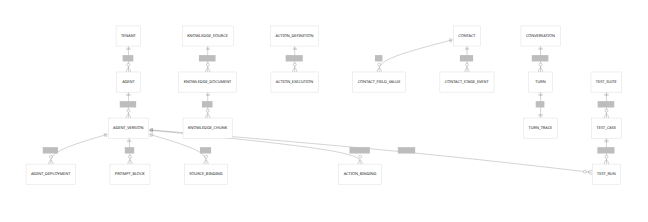 TENANT
KNOWLEDGE_SOURCE
ACTION_DEFINITION
CONTACT
CONVERSATION
AGENT
KNOWLEDGE_DOCUMENT
ACTION_EXECUTION
CONTACT_FIELD_VALUE
CONTACT_STAGE_EVENT
TURN
TEST_SUITE
AGENT_VERSION
KNOWLEDGE_CHUNK
TURN_TRACE
TEST_CASE
AGENT_DEPLOYMENT
PROMPT_BLOCK
SOURCE_BINDING
ACTION_BINDING
TEST_RUN